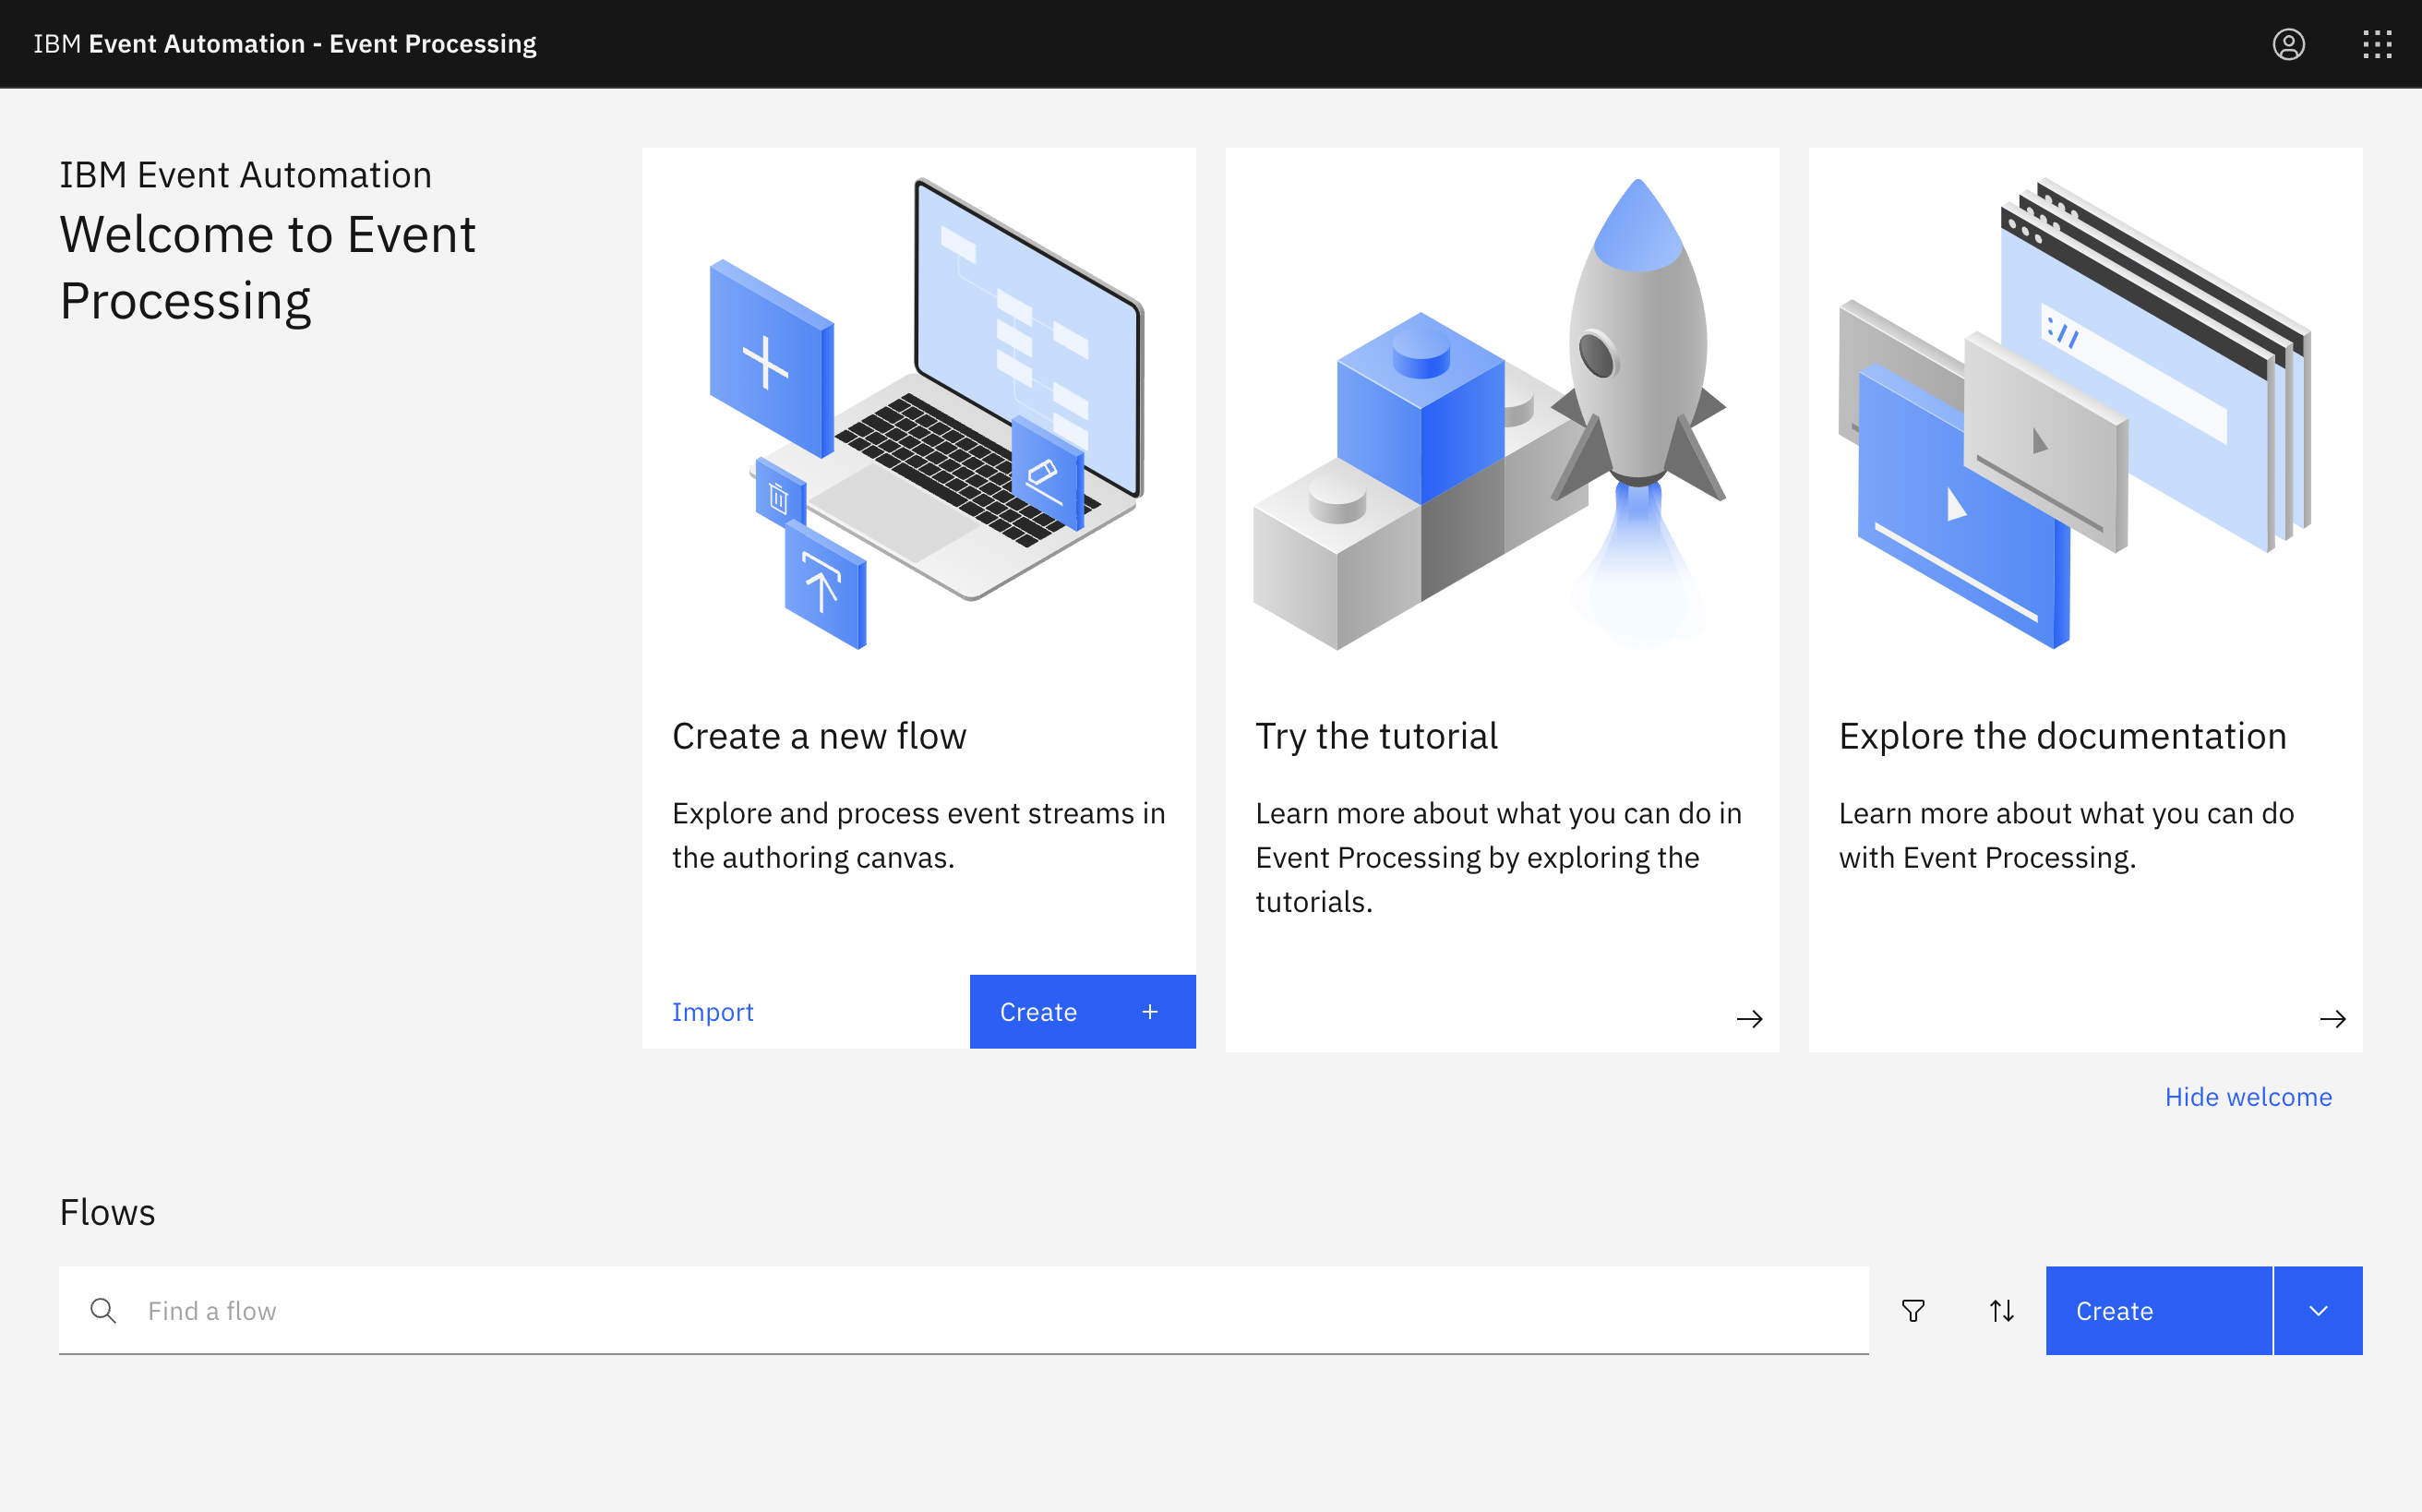 IBM Event Automation - Event Processing
IBM Event Automation
Welcome to Event
Processing
://
Create a new flow
Explore and process event streams in
the authoring canvas.
Import
Create +
Try the tutorial
Learn more about what you can do in
Event Processing by exploring the
tutorials.
Explore the documentation
Learn more about what you can do
with Event Processing.
Hide welcome
Flows
Find a flow
Create